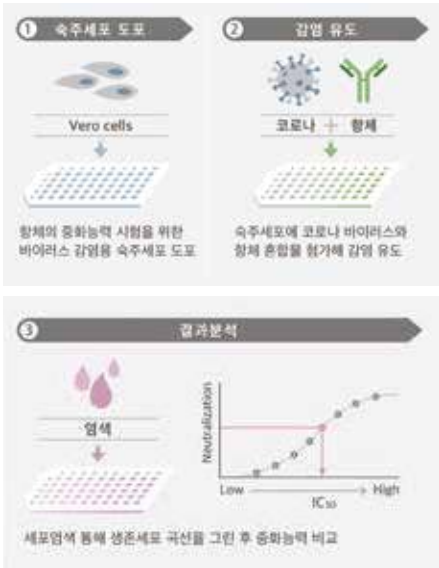 1 숙주세포 도포
Vero cells
항체의 중화능력 시험을 위한
바이러스 감염용 숙주세포 도포
2 감염 유도
코로나 + 항체
숙주세포에 코로나 바이러스와
항체 혼합물 첨가해 감염 유도
3 결과분석
염색
Neutralization
Low High
IC50
세포염색 통해 생존세포 곡선을 그린 후 중화능력 비교